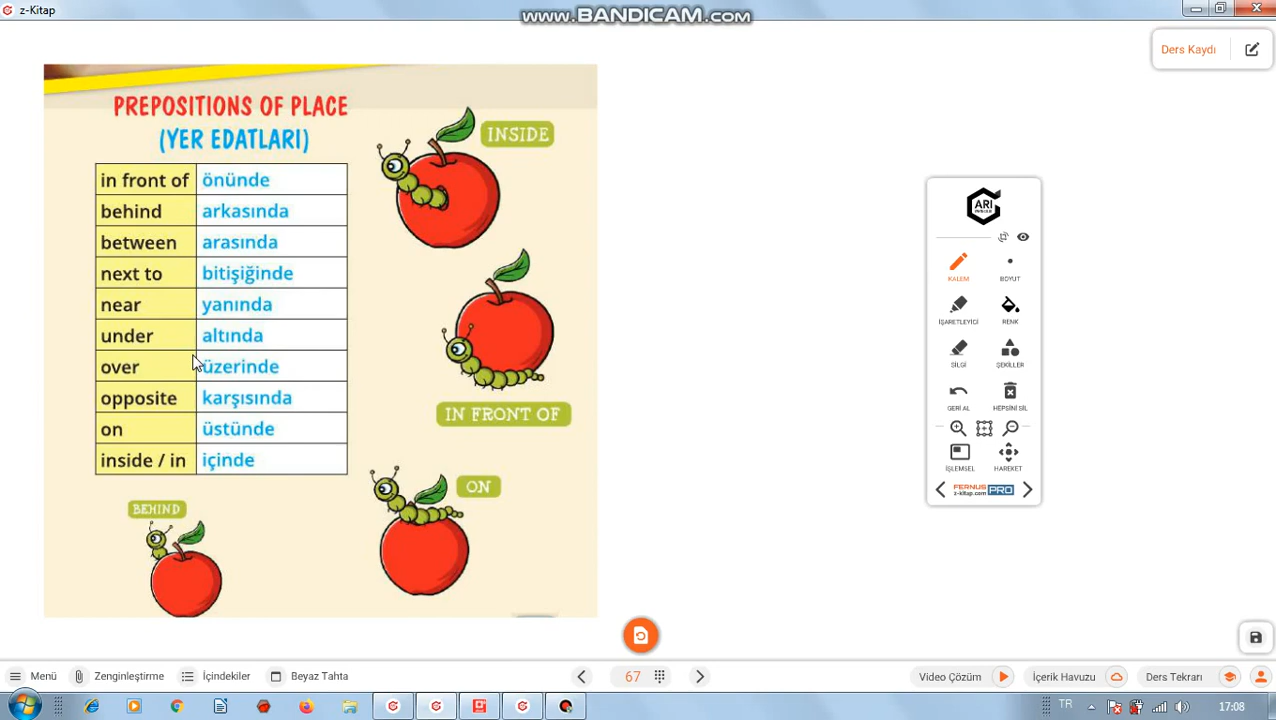 z-Kitap
www.BANDICAM.com
Ders Kaydı
PREPOSITIONS OF PLACE
(YER EDATLARI)
in front of önünde
behind arkasında
between arasında
next to bitişiğinde
near yanında
under altında
over üzerinde
opposite karşısında
on üstünde
inside / in içinde
INSIDE
IN FRONT OF
ON
BEHIND
ARI
KALEM BOYUT
İŞARETLEYİCİ RENK
SİLGİ ŞEKİLLER
GERİ AL HEPSİNİ SİL
İŞLEMSEL HAREKET
FERNUS PRO
z-kitap.com
Menü Zenginleştirme İçindekiler Beyaz Tahta 67 Video Çözüm İçerik Havuzu Ders Tekrarı
TR 17:08